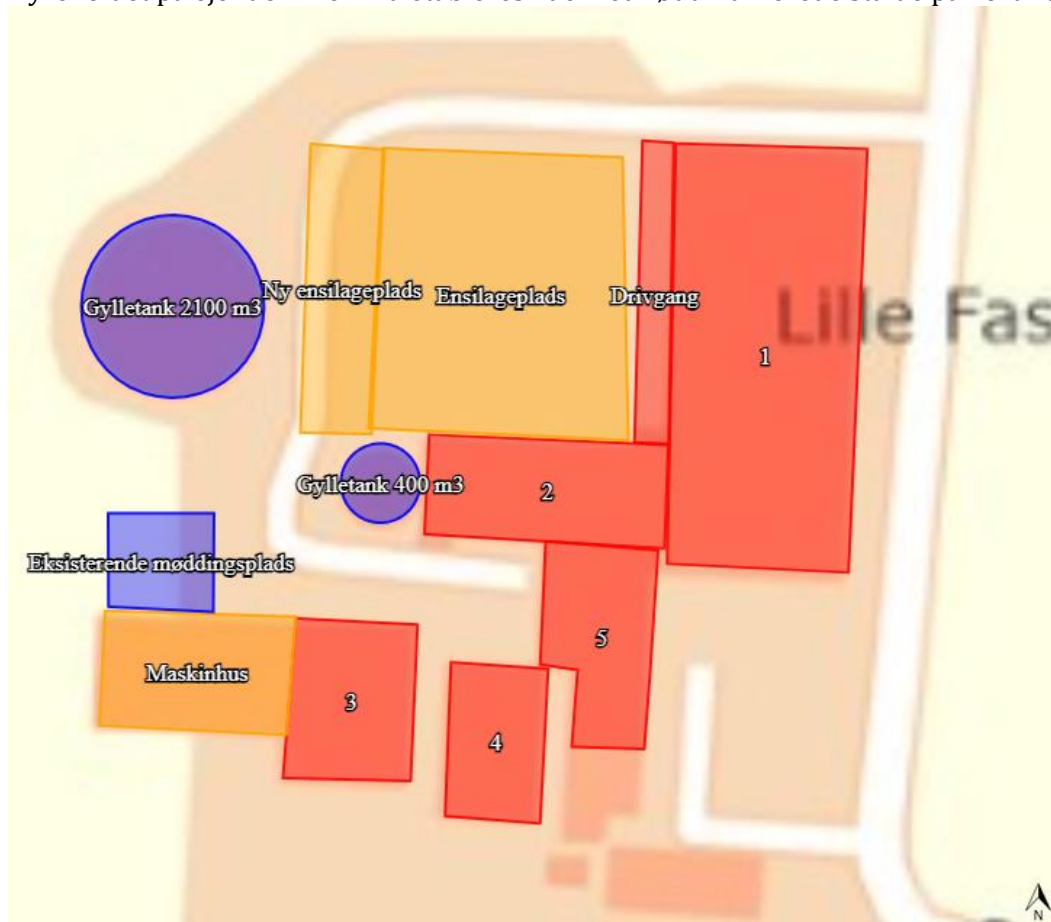 Ny ensilageplads
Ensilageplads
Drivgang
Gylletank 2100 m3
Lille Fas
1
Gylletank 400 m3
2
Eksisterende møddingsplads
5
Maskinhus
3
4
N